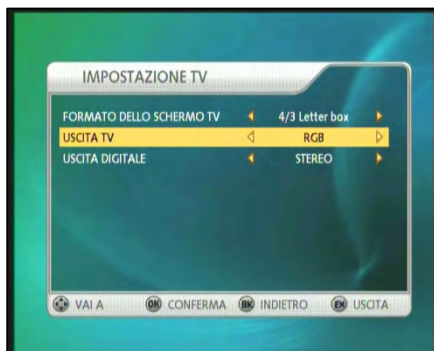 IMPOSTAZIONE TV
FORMATO DELLO SCHERMO TV 4/3 Letter box
USCITA TV RGB
USCITA DIGITALE STEREO
VAI A OK CONFERMA BK INDIETRO EX USCITA